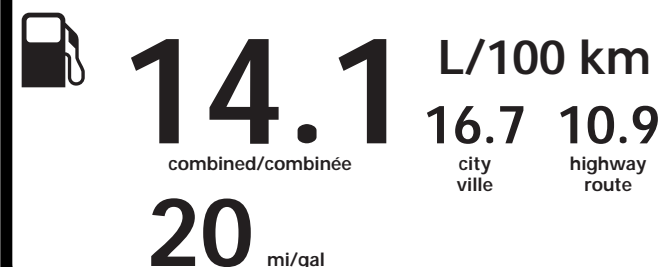 14.1 L/100 km
16.7 10.9
combined/combinée city highway
ville route
20 mi/gal